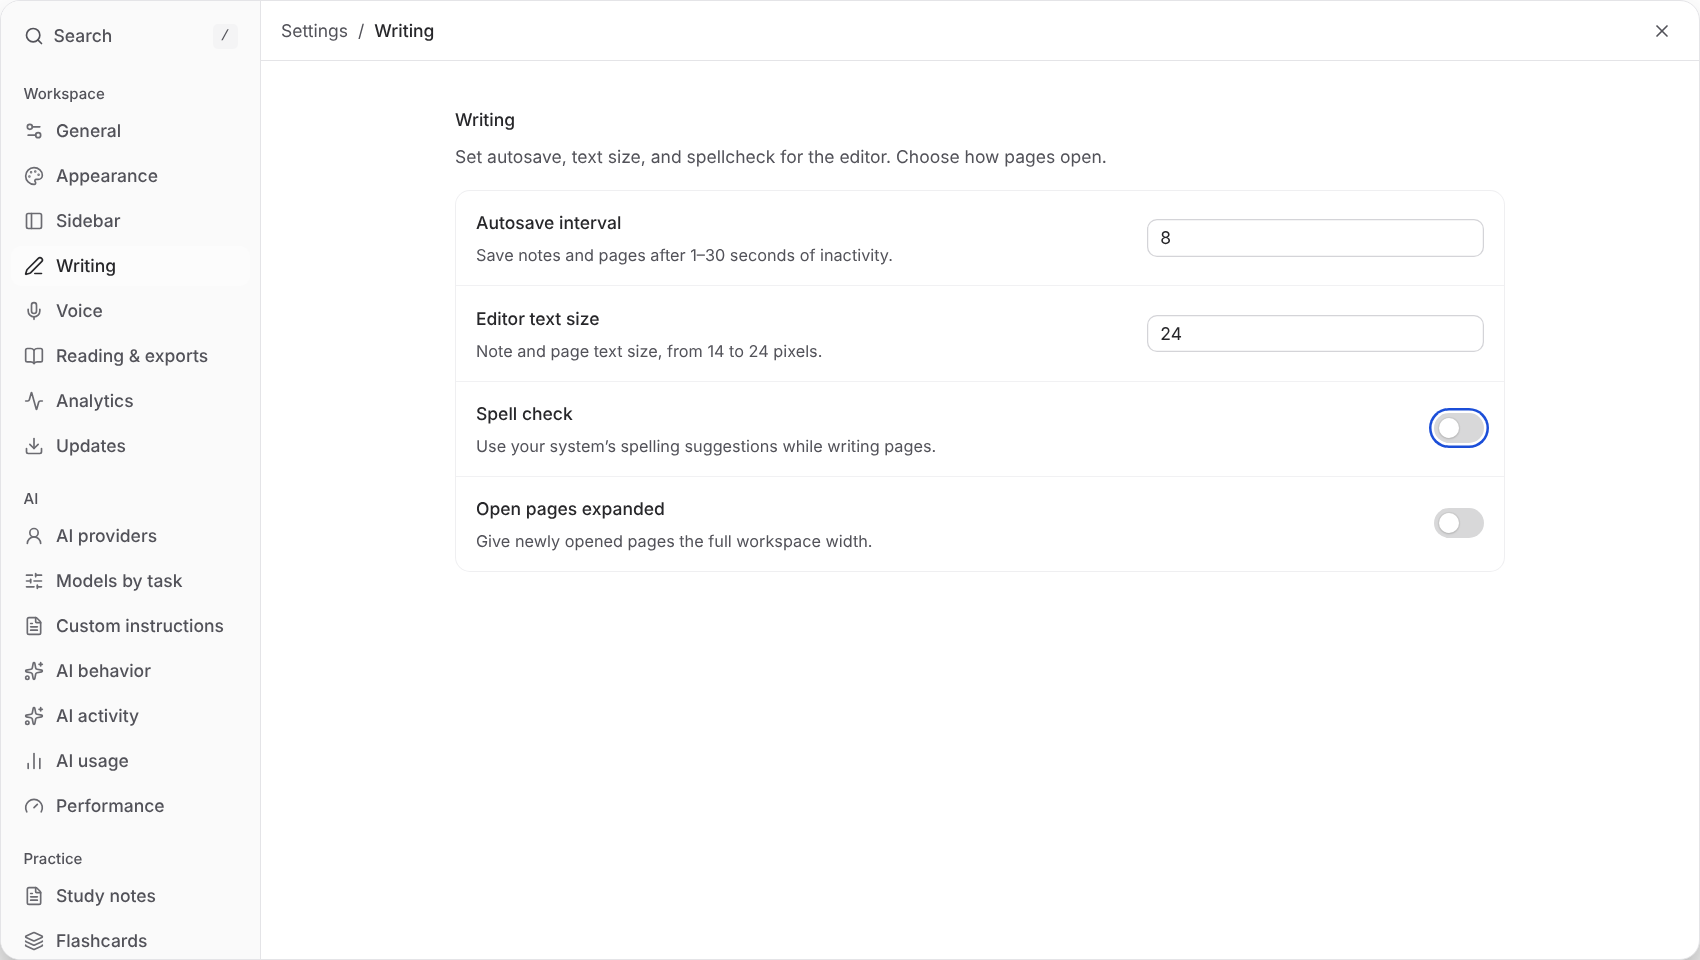 Search /
Settings / Writing
Workspace
General
Appearance
Sidebar
Writing
Voice
Reading & exports
Analytics
Updates
AI
AI providers
Models by task
Custom instructions
AI behavior
AI activity
AI usage
Performance
Practice
Study notes
Flashcards
Writing
Set autosave, text size, and spellcheck for the editor. Choose how pages open.
Autosave interval
Save notes and pages after 1–30 seconds of inactivity.
8
Editor text size
Note and page text size, from 14 to 24 pixels.
24
Spell check
Use your system’s spelling suggestions while writing pages.
Open pages expanded
Give newly opened pages the full workspace width.